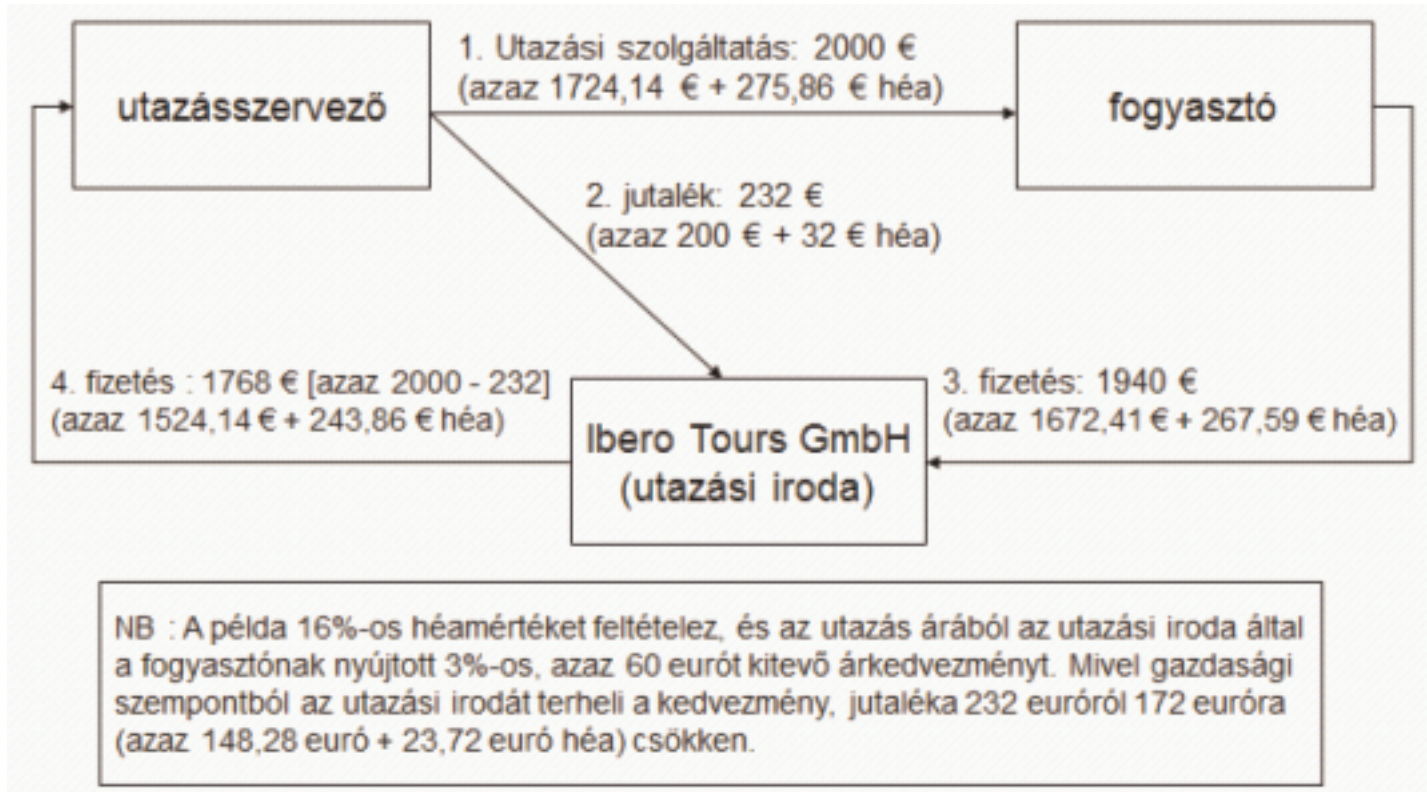 1. Utazási szolgáltatás: 2000 €
(azaz 1724,14 € + 275,86 € héa)
utazásszervező
fogyasztó
2. jutalék: 232 €
(azaz 200 € + 32 € héa)
4. fizetés : 1768 € [azaz 2000 - 232]
(azaz 1524,14 € + 243,86 € héa)
3. fizetés: 1940 €
(azaz 1672,41 € + 267,59 € héa)
Ibero Tours GmbH
(utazási iroda)
NB : A példa 16%-os héamértéket feltételez, és az utazás árából az utazási iroda által
a fogyasztónak nyújtott 3%-os, azaz 60 eurót kitevő árkedvezményt. Mivel gazdasági
szempontból az utazási irodát terheli a kedvezmény, jutaléka 232 euróról 172 euróra
(azaz 148,28 euró + 23,72 euró héa) csökken.